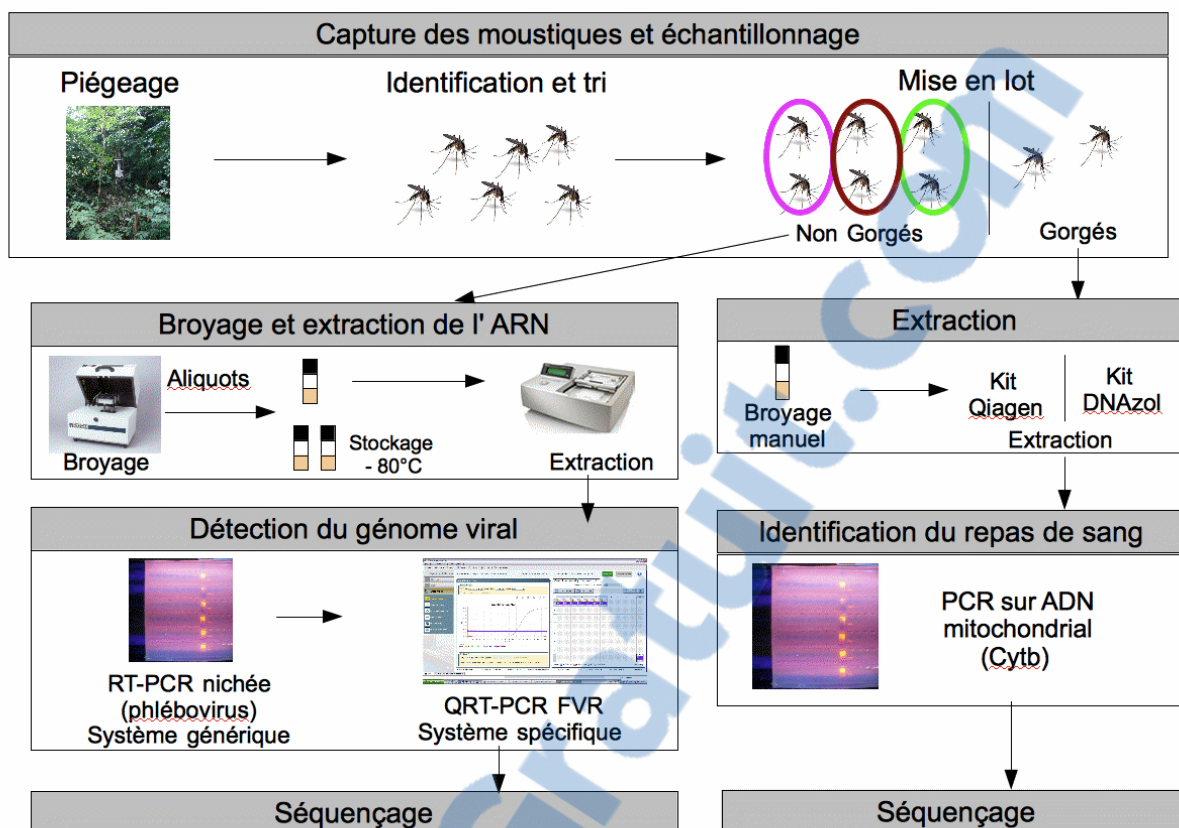 Capture des moustiques et échantillonnage
Piégeage
Identification et tri
Mise en lot
Non Gorgés
Gorgés
Broyage et extraction de l' ARN
Aliquots
Broyage
Stockage
- 80°C
Extraction
Extraction
Broyage
manuel
Kit
Qiagen
Kit
DNAzol
Extraction
Détection du génome viral
RT-PCR nichée
(phlébovirus)
Système générique
QRT-PCR FVR
Système spécifique
Identification du repas de sang
PCR sur ADN
mitochondrial
(Cytb)
Séquençage
Séquençage
Gratuit.com